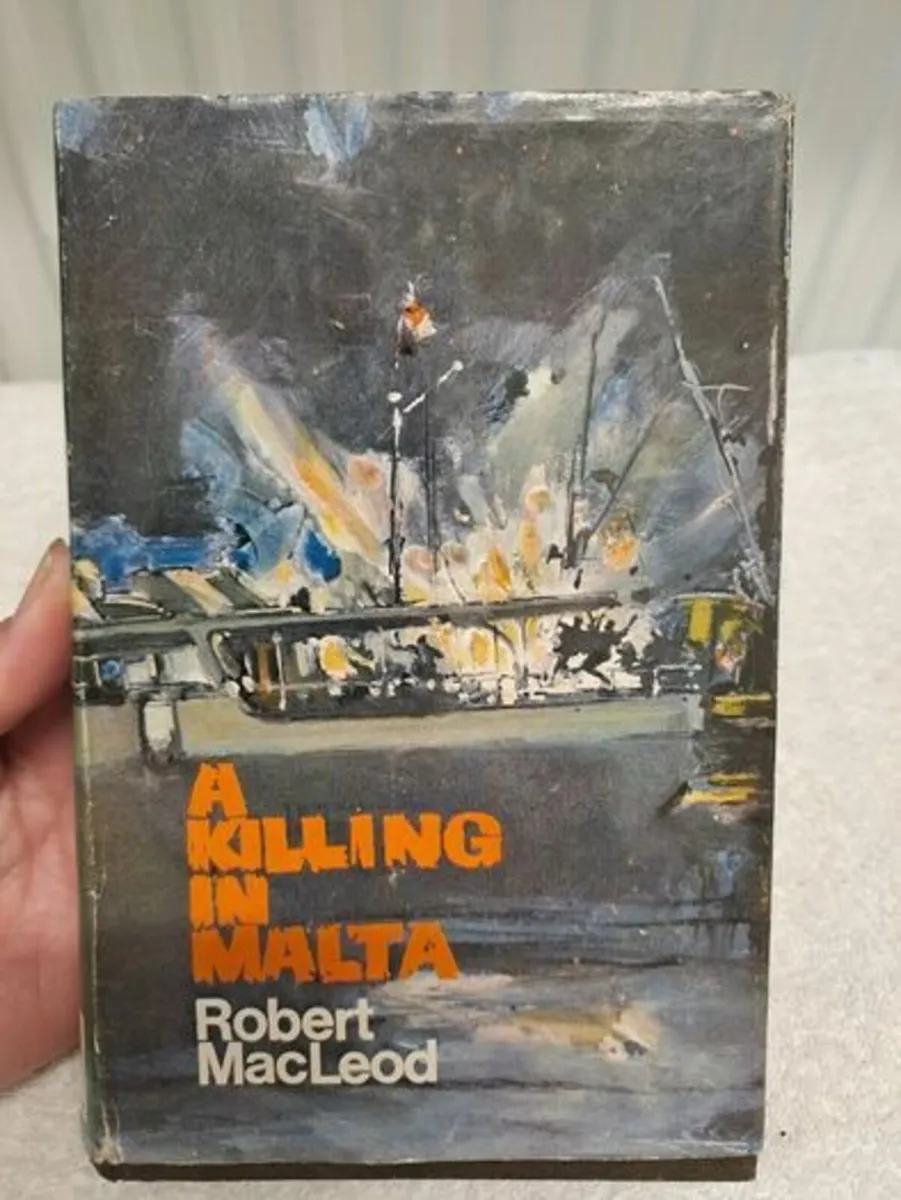 A
KILLING
IN
MALTA
Robert
MacLeod